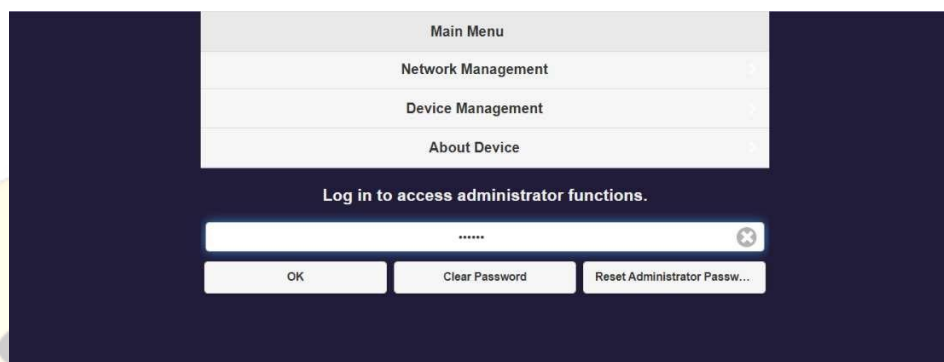 Main Menu
Network Management
Device Management
About Device
Log in to access administrator functions.
••••••
OK Clear Password Reset Administrator Passw...